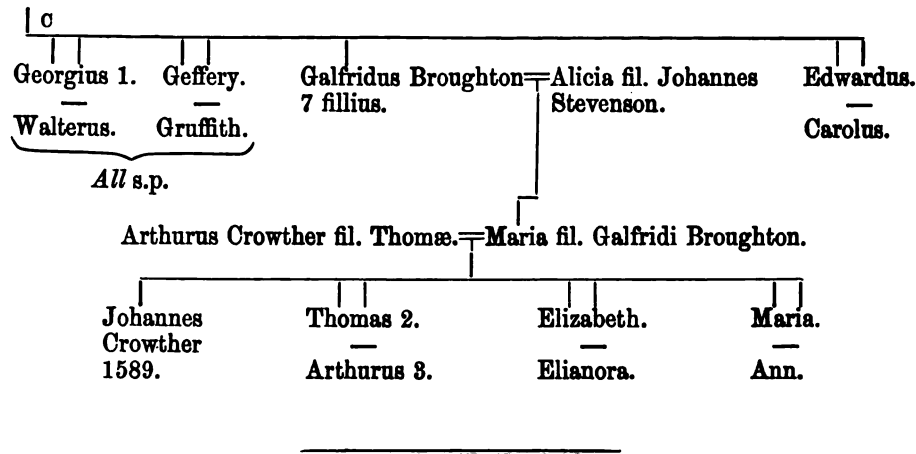 C
Georgius 1. Geffery. Galfridus Broughton Alicia fil. Johannes Edwardus.
7 fillius. Stevenson.
Walterus. Gruffith. Carolus.
All s.p.
Arthurus Crowther fil. Thomæ. Maria fil. Galfridi Broughton.
Johannes Thomas 2. Elizabeth. Maria.
Crowther
1589. Arthurus 3. Elianora. Ann.